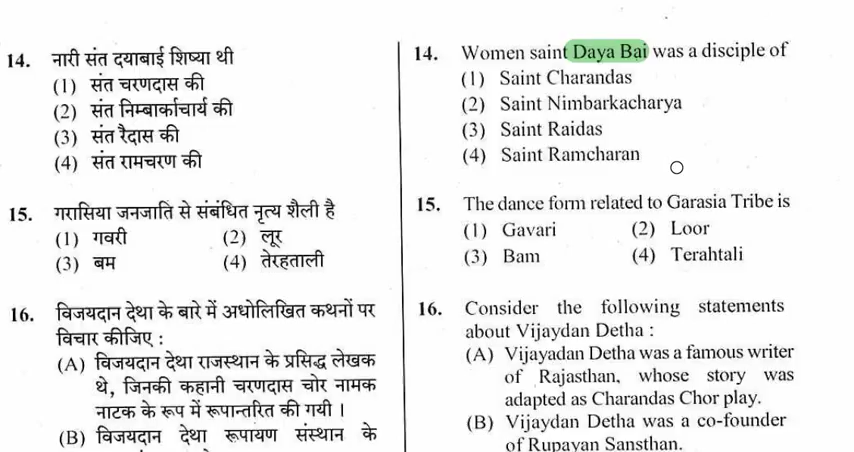 14. नारी संत दयाबाई शिष्या थी
(1) संत चरणदास की
(2) संत निम्बार्काचार्य की
(3) संत रैदास की
(4) संत रामचरण की
15. गरासिया जनजाति से संबंधित नृत्य शैली है
(1) गवरी (2) लूर
(3) बम (4) तेरहताली
16. विजयदान देथा के बारे में अधोलिखित कथनों पर
विचार कीजिए :
(A) विजयदान देथा राजस्थान के प्रसिद्ध लेखक
थे, जिनकी कहानी चरणदास चोर नामक
नाटक के रूप में रूपान्तरित की गयी ।
(B) विजयदान देथा रूपायण संस्थान के
14. Women saint Daya Bai was a disciple of
(1) Saint Charandas
(2) Saint Nimbarkacharya
(3) Saint Raidas
(4) Saint Ramcharan
15. The dance form related to Garasia Tribe is
(1) Gavari (2) Loor
(3) Bam (4) Terahtali
16. Consider the following statements
about Vijaydan Detha :
(A) Vijayadan Detha was a famous writer
of Rajasthan, whose story was
adapted as Charandas Chor play.
(B) Vijaydan Detha was a co-founder
of Rupayan Sansthan.